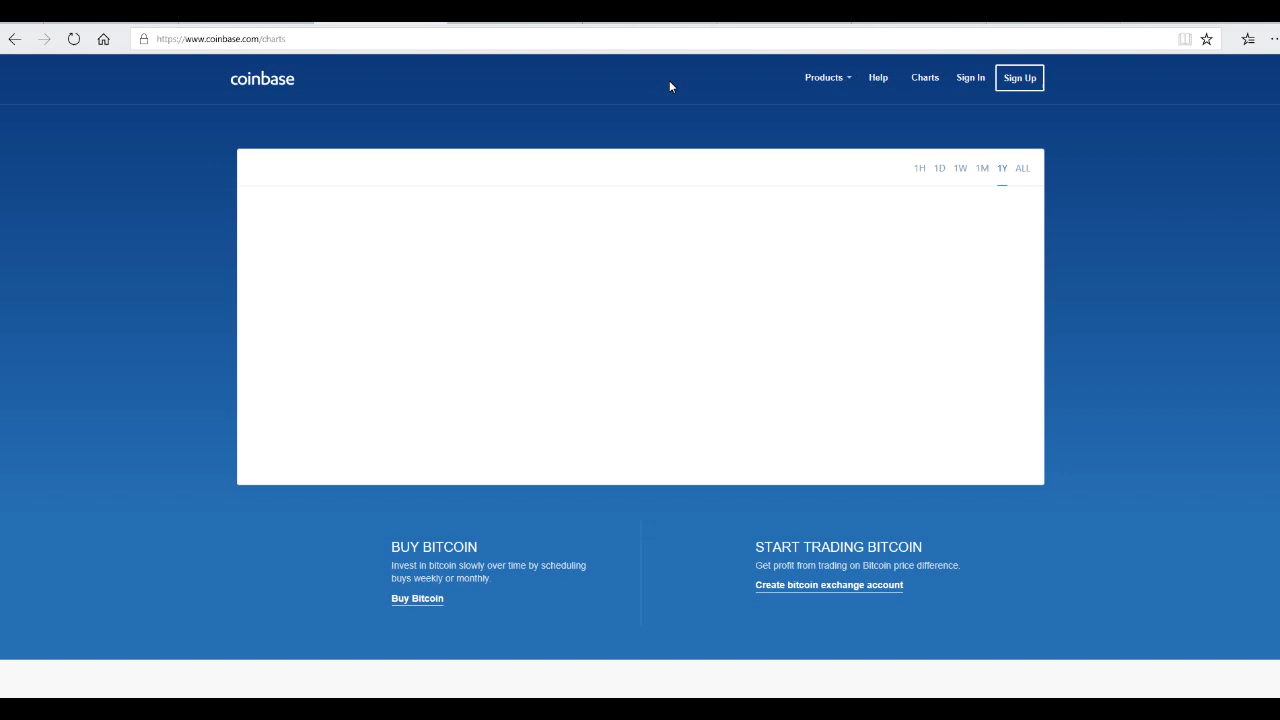 https://www.coinbase.com/charts
coinbase
Products
Help
Charts
Sign In
Sign Up
1H 1D 1W 1M 1Y ALL
BUY BITCOIN
Invest in bitcoin slowly over time by scheduling
buys weekly or monthly.
Buy Bitcoin
START TRADING BITCOIN
Get profit from trading on Bitcoin price difference.
Create bitcoin exchange account